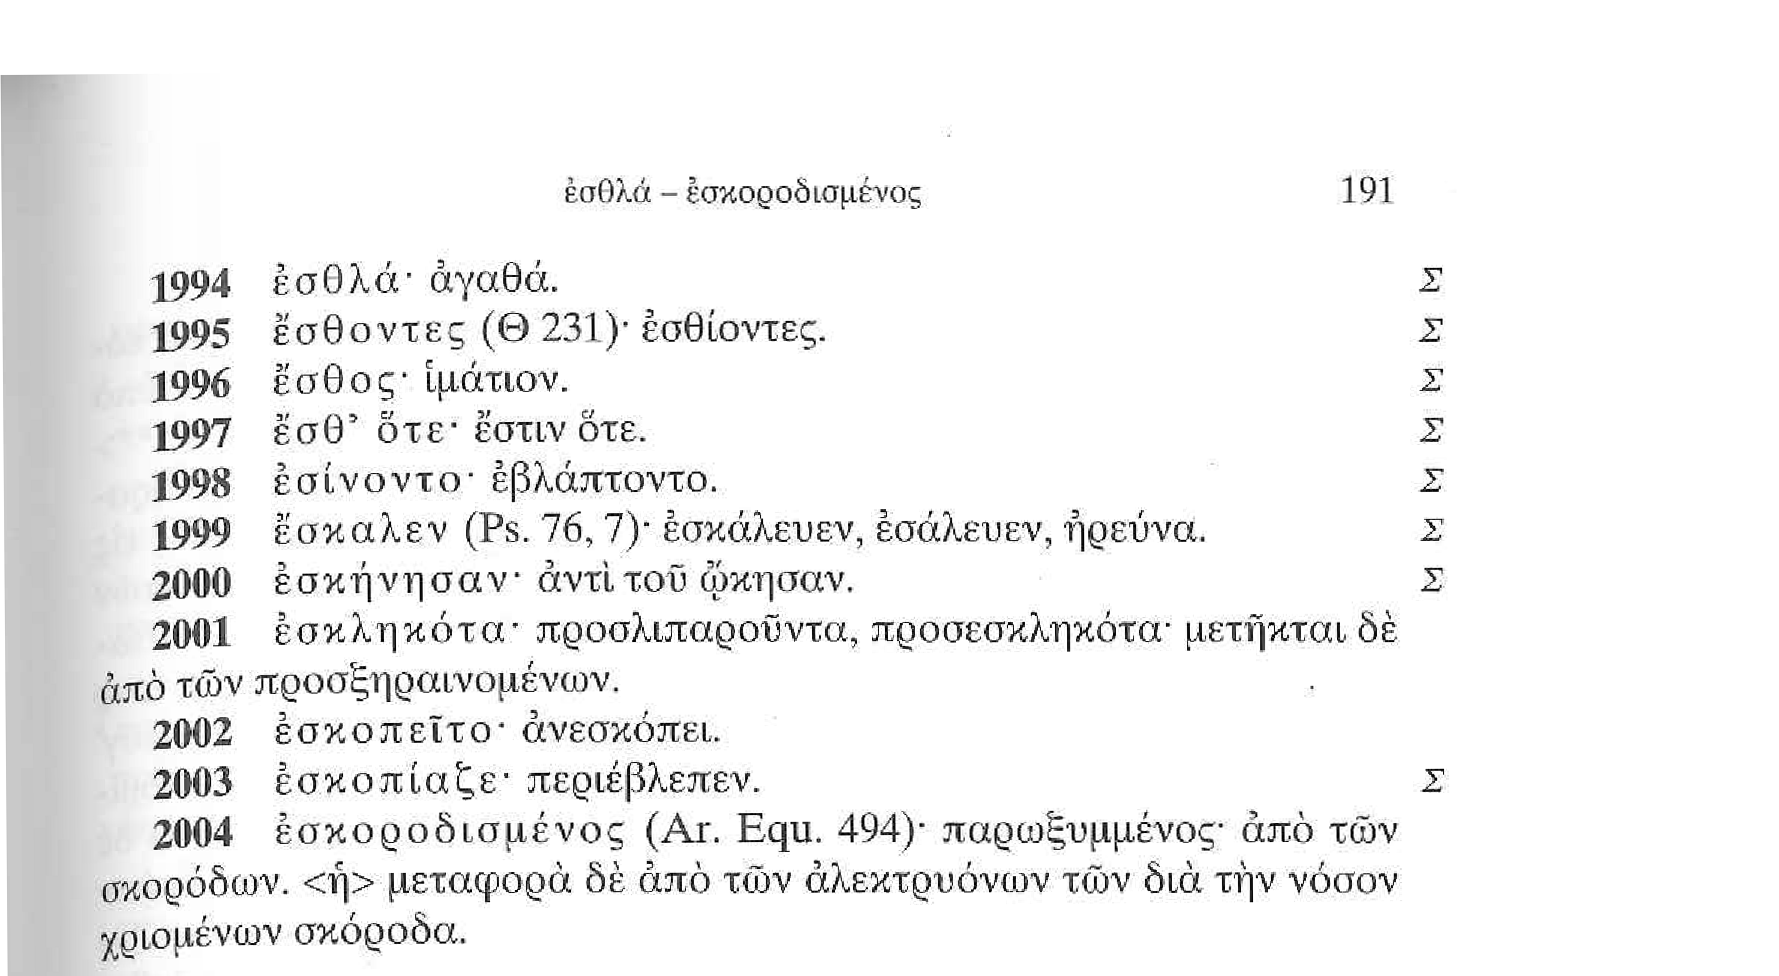 ἐσθλά – ἐσκοροδισμένος 191
1994 ἐσθλά· ἀγαθά. Σ
1995 ἔσθοντες (Θ 231)· ἐσθίοντες. Σ
1996 ἔσθος· ἱμάτιον. Σ
1997 ἔσθ’ ὅτε· ἔστιν ὅτε. Σ
1998 ἐσίνοντο· ἐβλάπτοντο. Σ
1999 ἔσκαλεν (Ps. 76, 7)· ἐσκάλευεν, ἐσάλευεν, ἠρεύνα. Σ
2000 ἐσκήνησαν· ἀντὶ τοῦ ᾤκησαν. Σ
2001 ἐσκληκότα· προσλιπαροῦντα, προσεσκληκότα· μετῆκται δὲ
ἀπὸ τῶν προσξηραινομένων.
2002 ἐσκοπεῖτο· ἀνεσκόπει.
2003 ἐσκοπίαζε· περιέβλεπεν. Σ
2004 ἐσκοροδισμένος (Ar. Equ. 494)· παρωξυμμένος· ἀπὸ τῶν
σκορόδων. <ἡ> μεταφορὰ δὲ ἀπὸ τῶν ἀλεκτρυόνων τῶν διὰ τὴν νόσον
χριομένων σκόροδα.